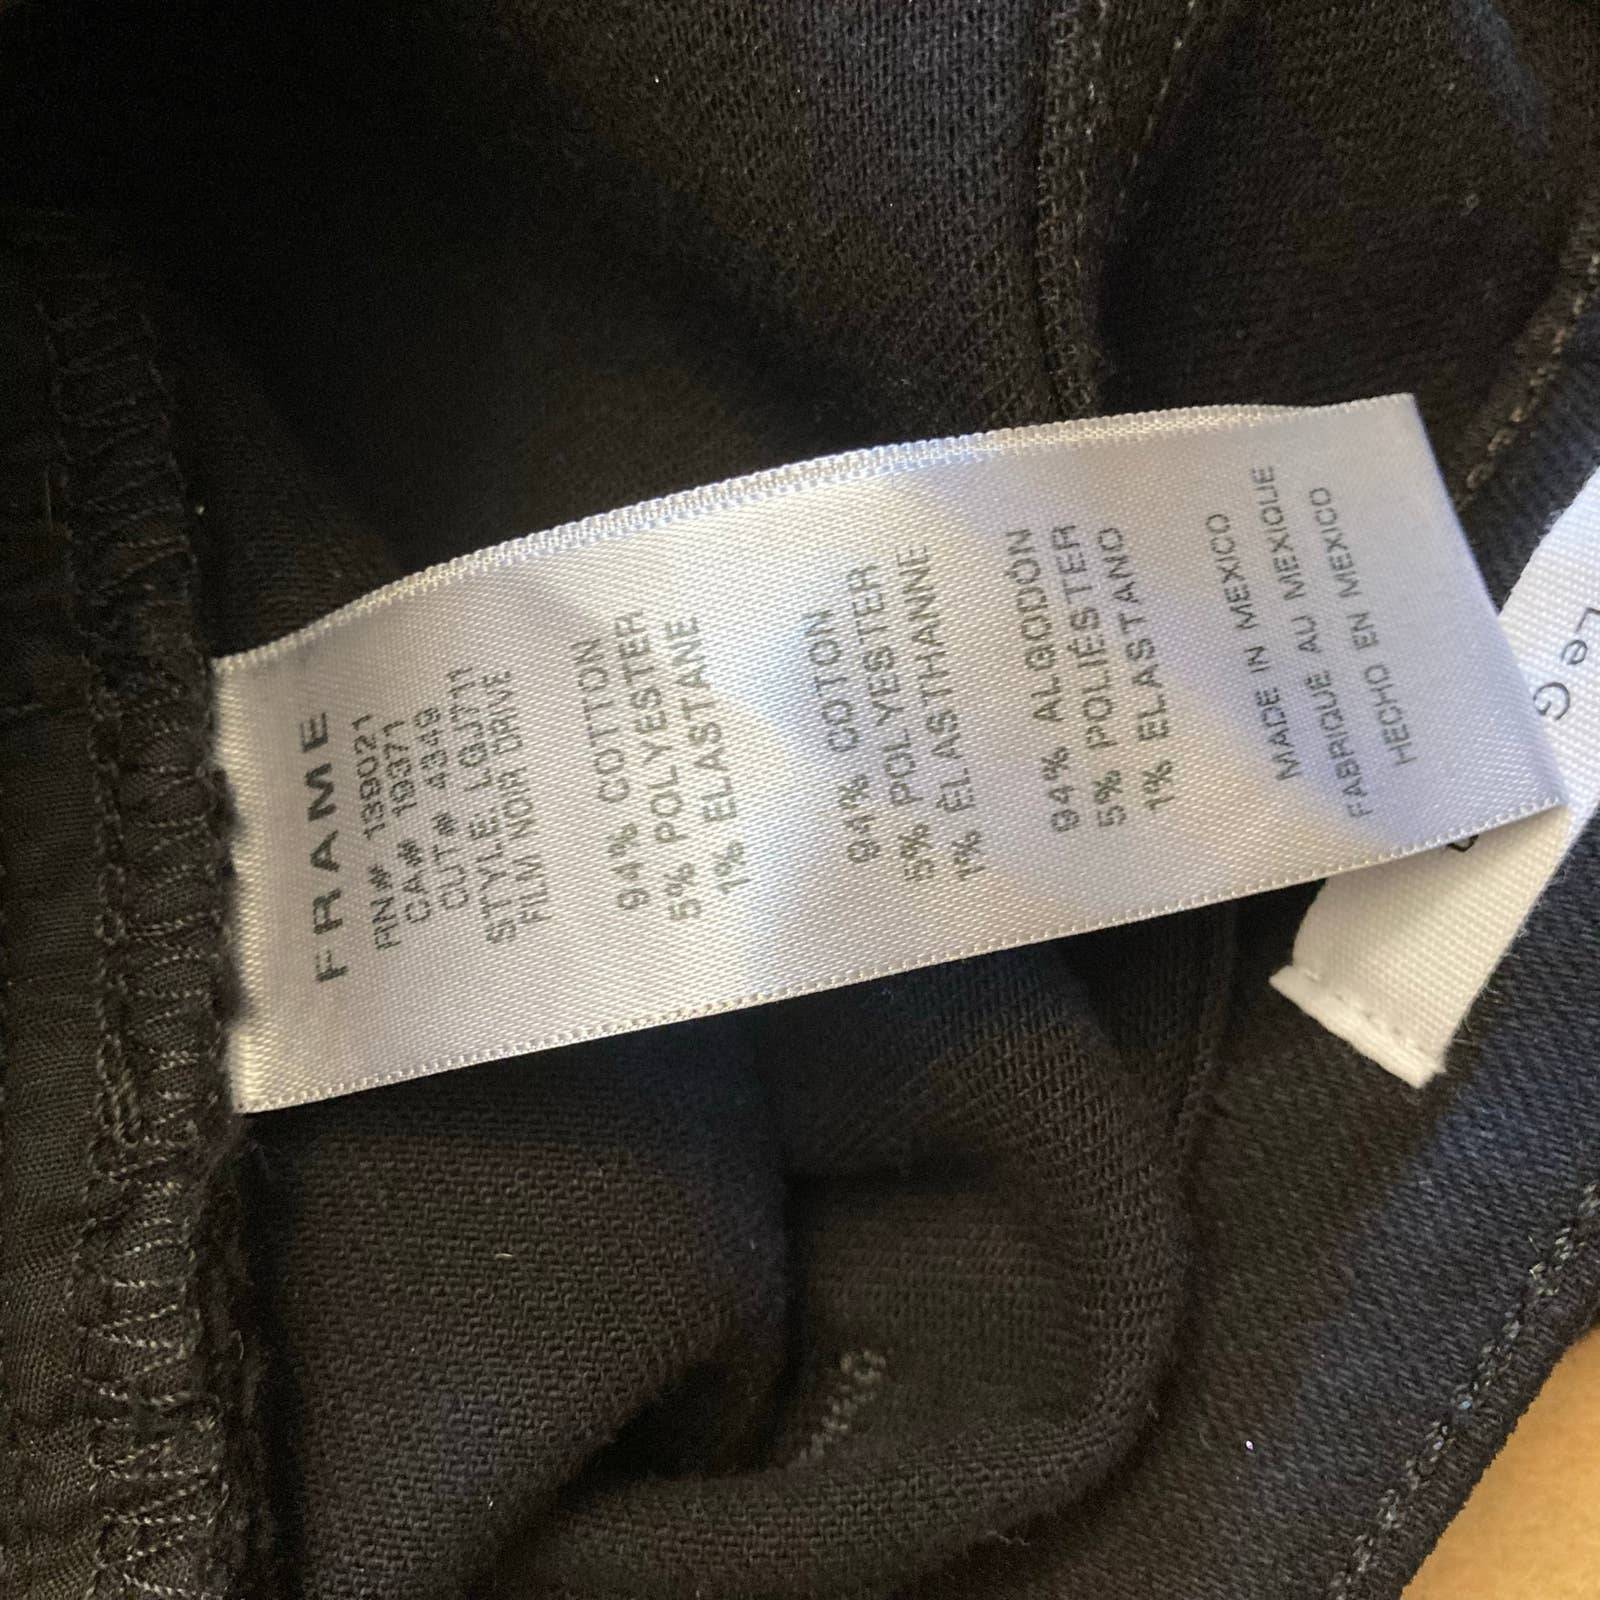 FRAME
RN# 139021
CA# 19371
CUT# 4349
STYLE: LGJ711
FILM NOIR DRIVE
94% COTTON
5% POLYESTER
1% ELASTANE
94% COTON
5% POLYESTER
1% ÉLASTHANNE
94% ALGODÓN
5% POLIÉSTER
1% ELASTANO
MADE IN MEXICO
FABRIQUÉ AU MEXIQUE
HECHO EN MEXICO
Le
G